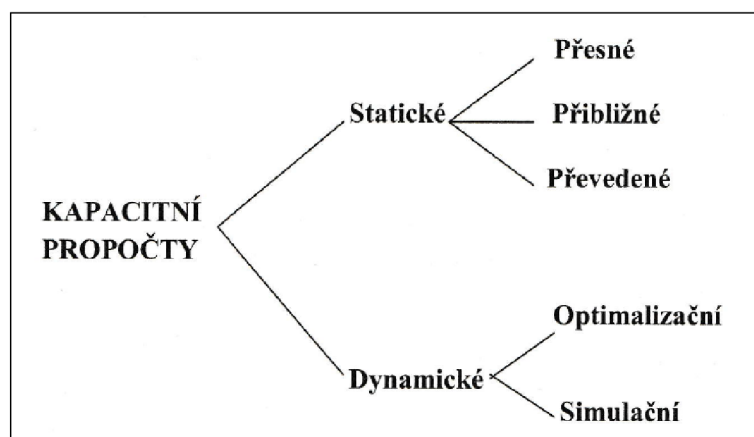 Přesné
Statické
Přibližné
Převedené
KAPACITNÍ
PROPOČTY
Optimalizační
Dynamické
Simulační